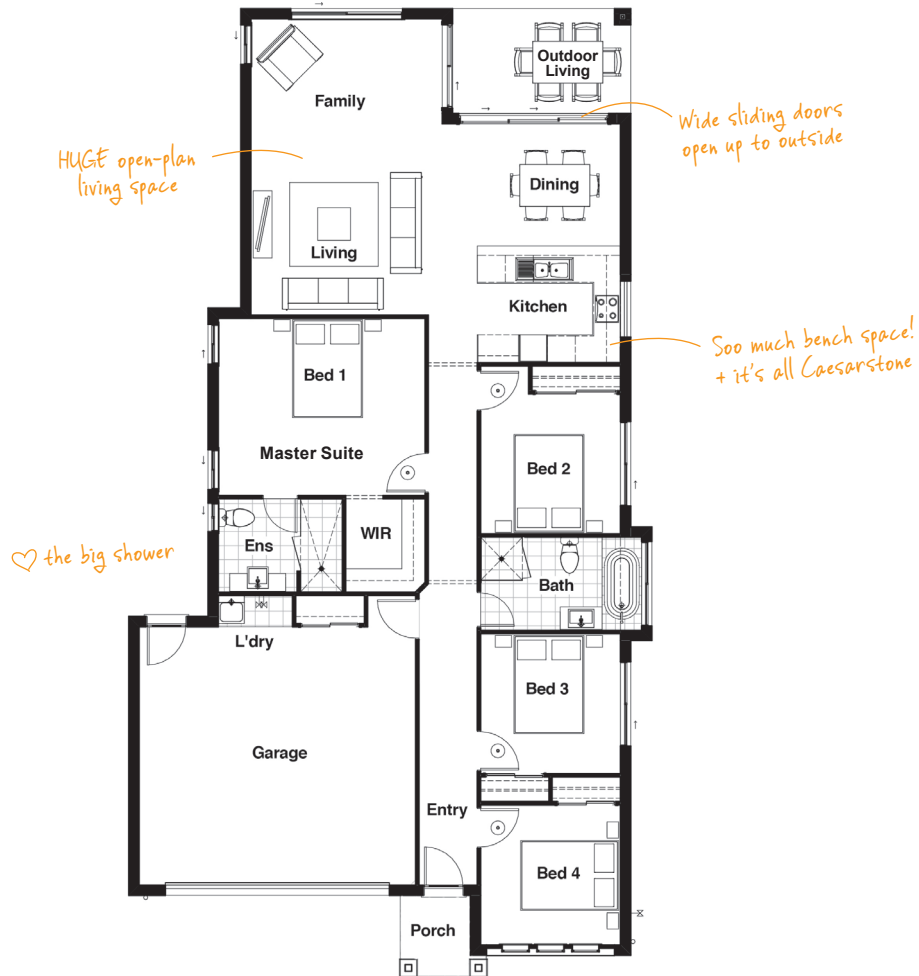 Outdoor
Living
Family
Wide sliding doors
open up to outside
HUGE open-plan
living space
Dining
Living
Kitchen
Soo much bench space!
+ it's all Caesarstone
Bed 1
Master Suite
Bed 2
WIR
Ens
the big shower
Bath
L'dry
Bed 3
Garage
Entry
Bed 4
Porch